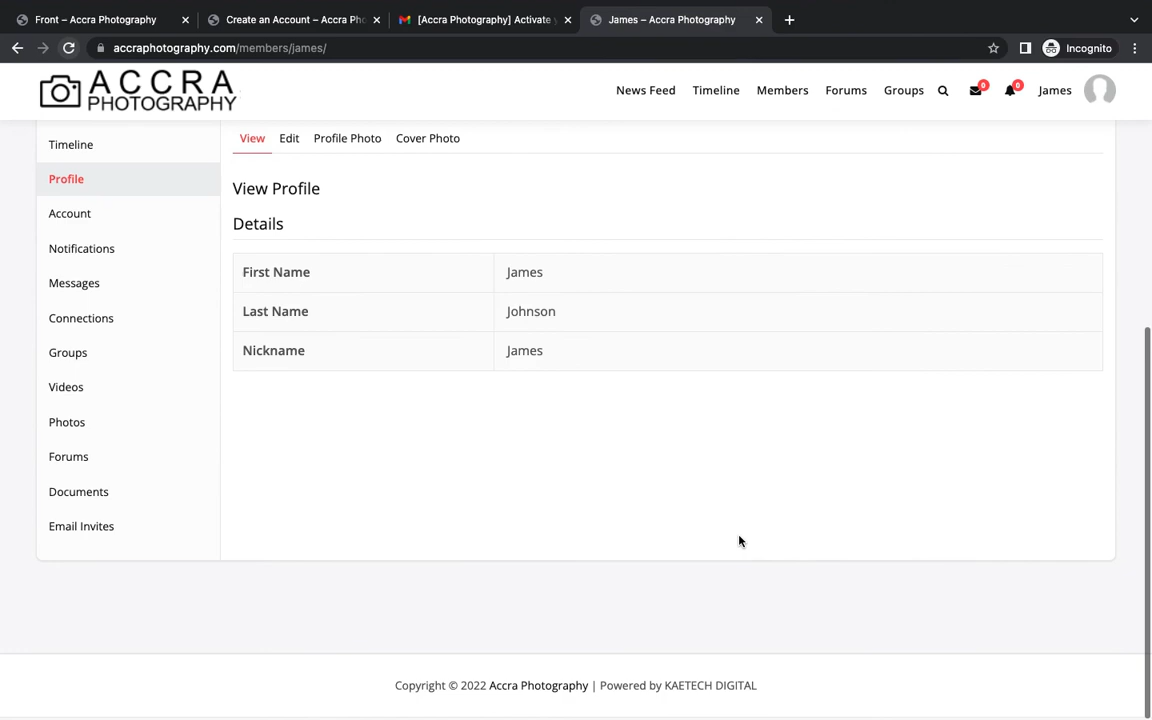 Front – Accra Photography
Create an Account – Accra Pho
[Accra Photography] Activate
James – Accra Photography
accraphotography.com/members/james/
Incognito
ACCRA
PHOTOGRAPHY
News Feed
Timeline
Members
Forums
Groups
0
0
James
Timeline
Profile
Account
Notifications
Messages
Connections
Groups
Videos
Photos
Forums
Documents
Email Invites
View Edit Profile Photo Cover Photo
View Profile
Details
First Name James
Last Name Johnson
Nickname James
Copyright © 2022 Accra Photography | Powered by KAETECH DIGITAL